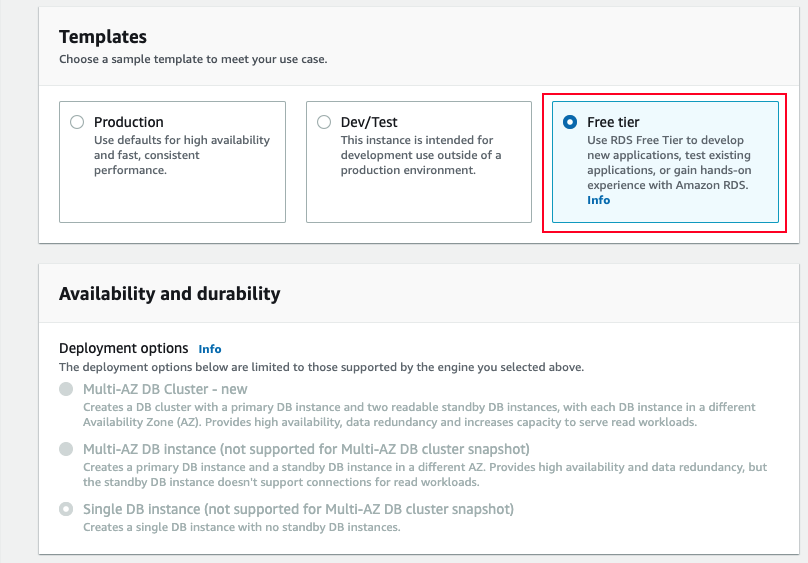 Templates
Choose a sample template to meet your use case.
Production
Use defaults for high availability
and fast, consistent
performance.
Dev/Test
This instance is intended for
development use outside of a
production environment.
Free tier
Use RDS Free Tier to develop
new applications, test existing
applications, or gain hands-on
experience with Amazon RDS.
Info
Availability and durability
Deployment options Info
The deployment options below are limited to those supported by the engine you selected above.
Multi-AZ DB Cluster - new
Creates a DB cluster with a primary DB instance and two readable standby DB instances, with each DB instance in a different
Availability Zone (AZ). Provides high availability, data redundancy and increases capacity to serve read workloads.
Multi-AZ DB instance (not supported for Multi-AZ DB cluster snapshot)
Creates a primary DB instance and a standby DB instance in a different AZ. Provides high availability and data redundancy, but
the standby DB instance doesn't support connections for read workloads.
Single DB instance (not supported for Multi-AZ DB cluster snapshot)
Creates a single DB instance with no standby DB instances.